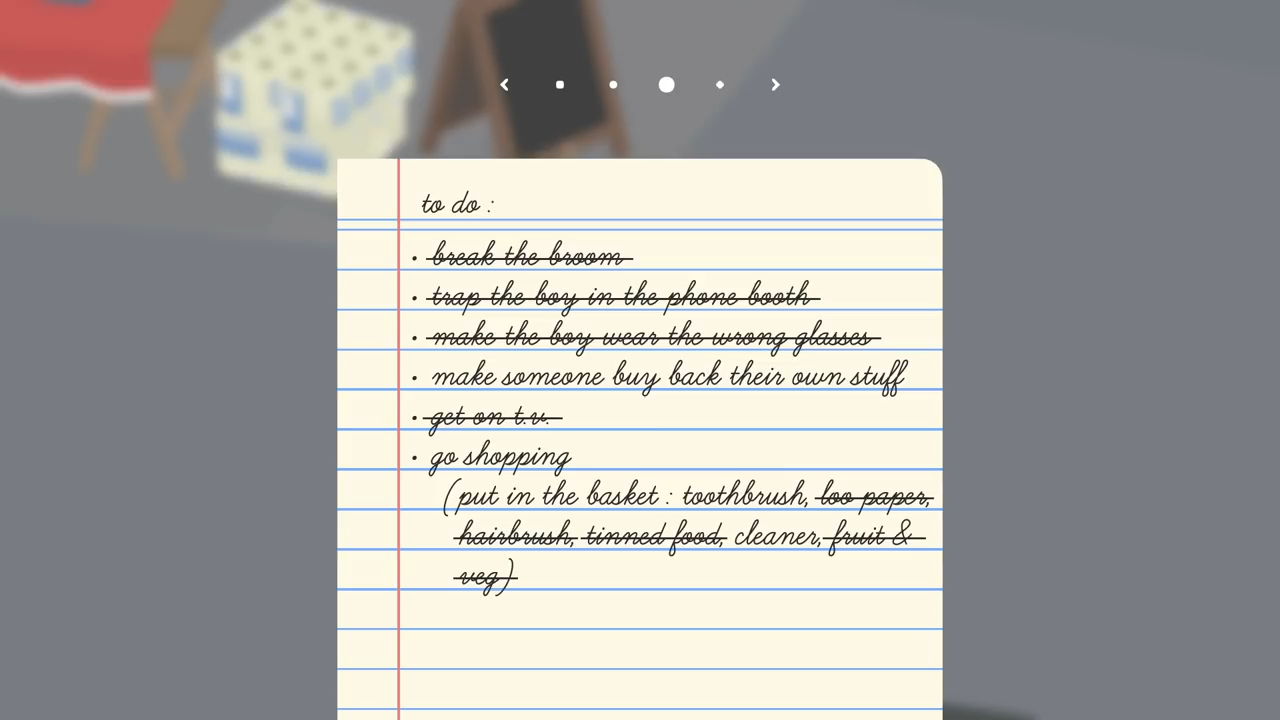 to do :
• break the broom
• trap the boy in the phone booth
• make the boy wear the wrong glasses
• make someone buy back their own stuff
• get on t.v.
• go shopping
(put in the basket : toothbrush, loo paper,
hairbrush, tinned food, cleaner, fruit &
veg)